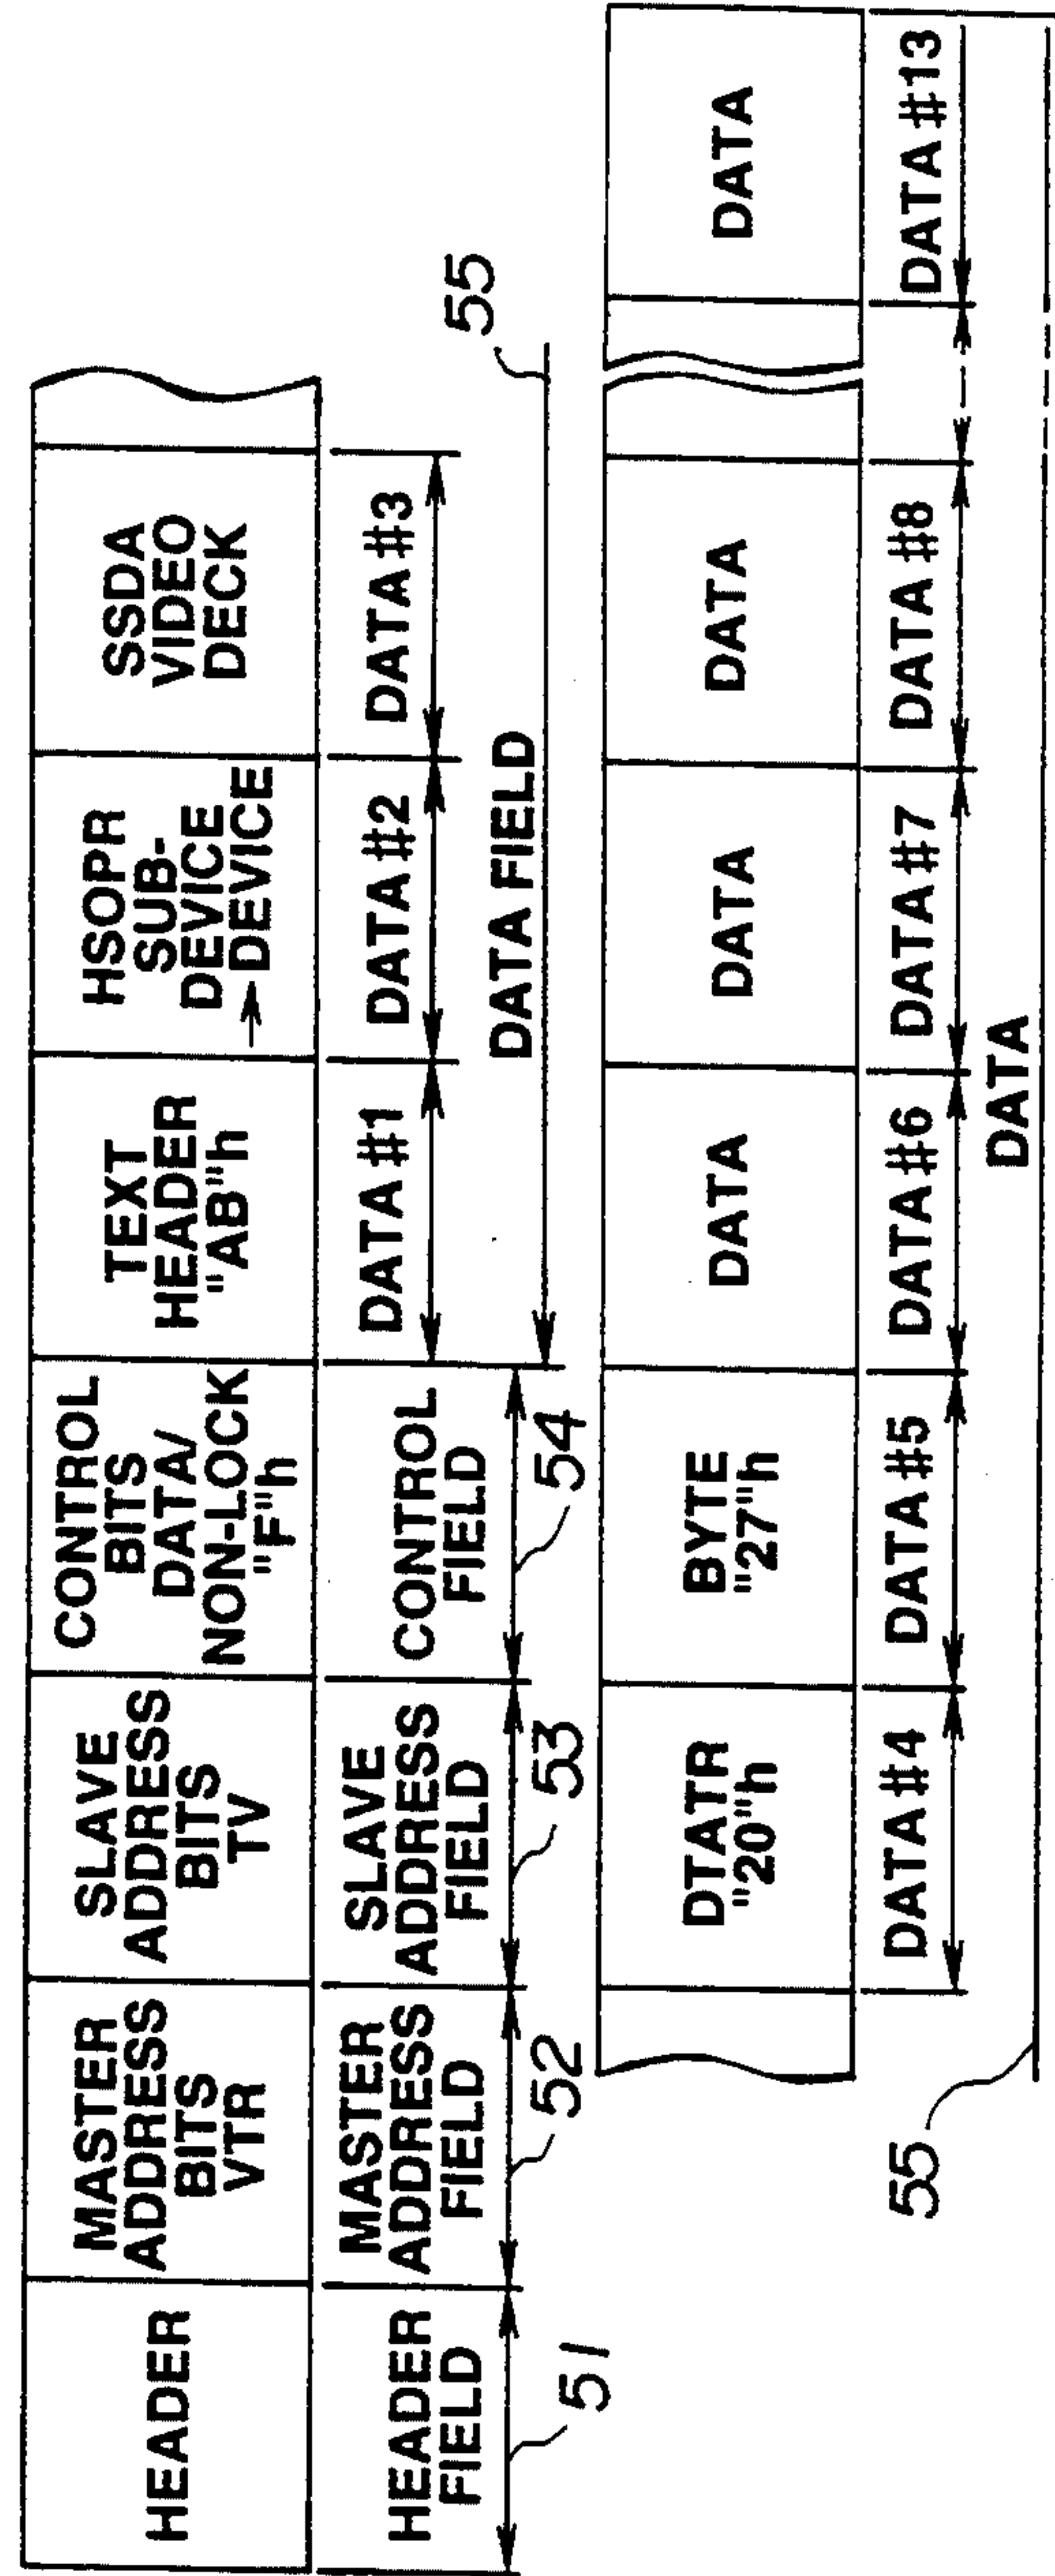 HEADER
MASTER
ADDRESS
BITS
VTR
SLAVE
ADDRESS
BITS
TV
CONTROL
BITS
DATA/
NON-LOCK
"F"h
TEXT
HEADER
"AB"h
HSOPR
SUB-
DEVICE
→DEVICE
SSDA
VIDEO
DECK
HEADER
FIELD
MASTER
ADDRESS
FIELD
SLAVE
ADDRESS
FIELD
CONTROL
FIELD
DATA #1
DATA #2
DATA #3
51
52
53
54
DATA FIELD
55
DTATR
"20"h
BYTE
"27"h
DATA
DATA
DATA
DATA
DATA #4
DATA #5
DATA #6
DATA #7
DATA #8
DATA #13
55
DATA